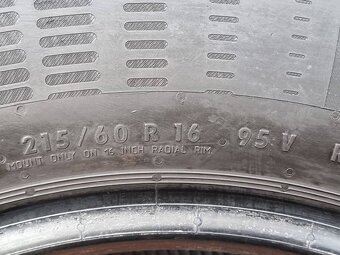 215/60 R 16 95 V R
MOUNT ONLY ON 16 INCH RADIAL RIM.